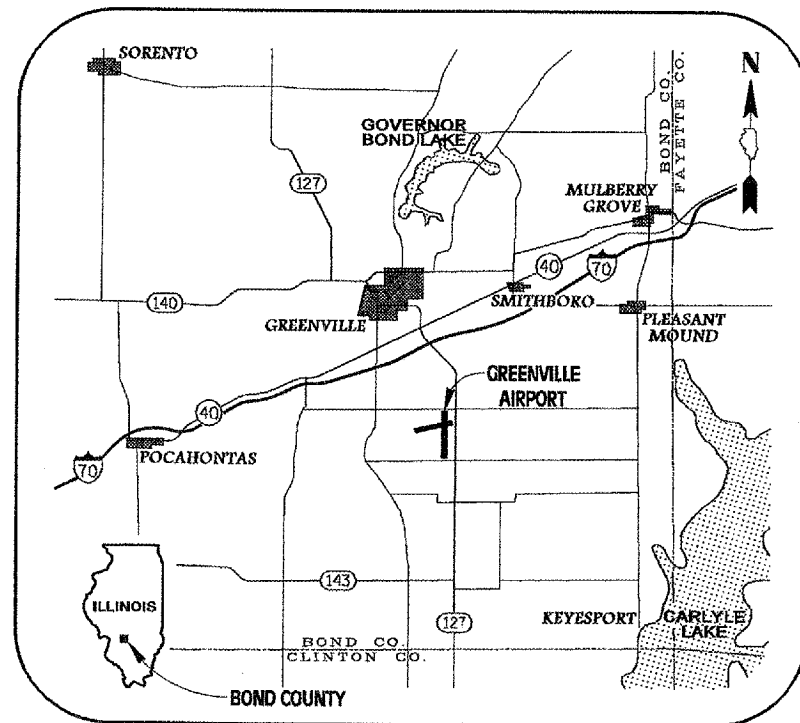 SORENTO
N
BOND CO.
FAYETTE CO.
GOVERNOR
BOND LAKE
127
MULBERRY
GROVE
40
70
140
SMITHBORO
GREENVILLE
PLEASANT
MOUND
GREENVILLE
AIRPORT
40
POCAHONTAS
70
ILLINOIS
143
127
KEYESPORT
CARLYLE
LAKE
BOND CO.
CLINTON CO.
BOND COUNTY